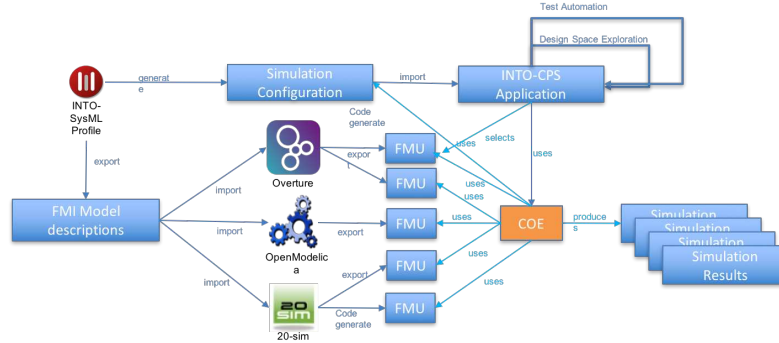 Test Automation
Design Space Exploration
generat
e
Simulation
Configuration
import
INTO-CPS
Application
INTO-
SysML
Profile
Code
generate
export
expor
t
FMU
uses
selects
uses
import
Overture
FMU
uses
uses
FMI Model
descriptions
import
OpenModelic
a
export
FMU
uses
COE
produce
s
Simulation
Simulation
Simulation
Simulation
Results
import
export
FMU
uses
20
sim
Code
generate
FMU
uses
20-sim